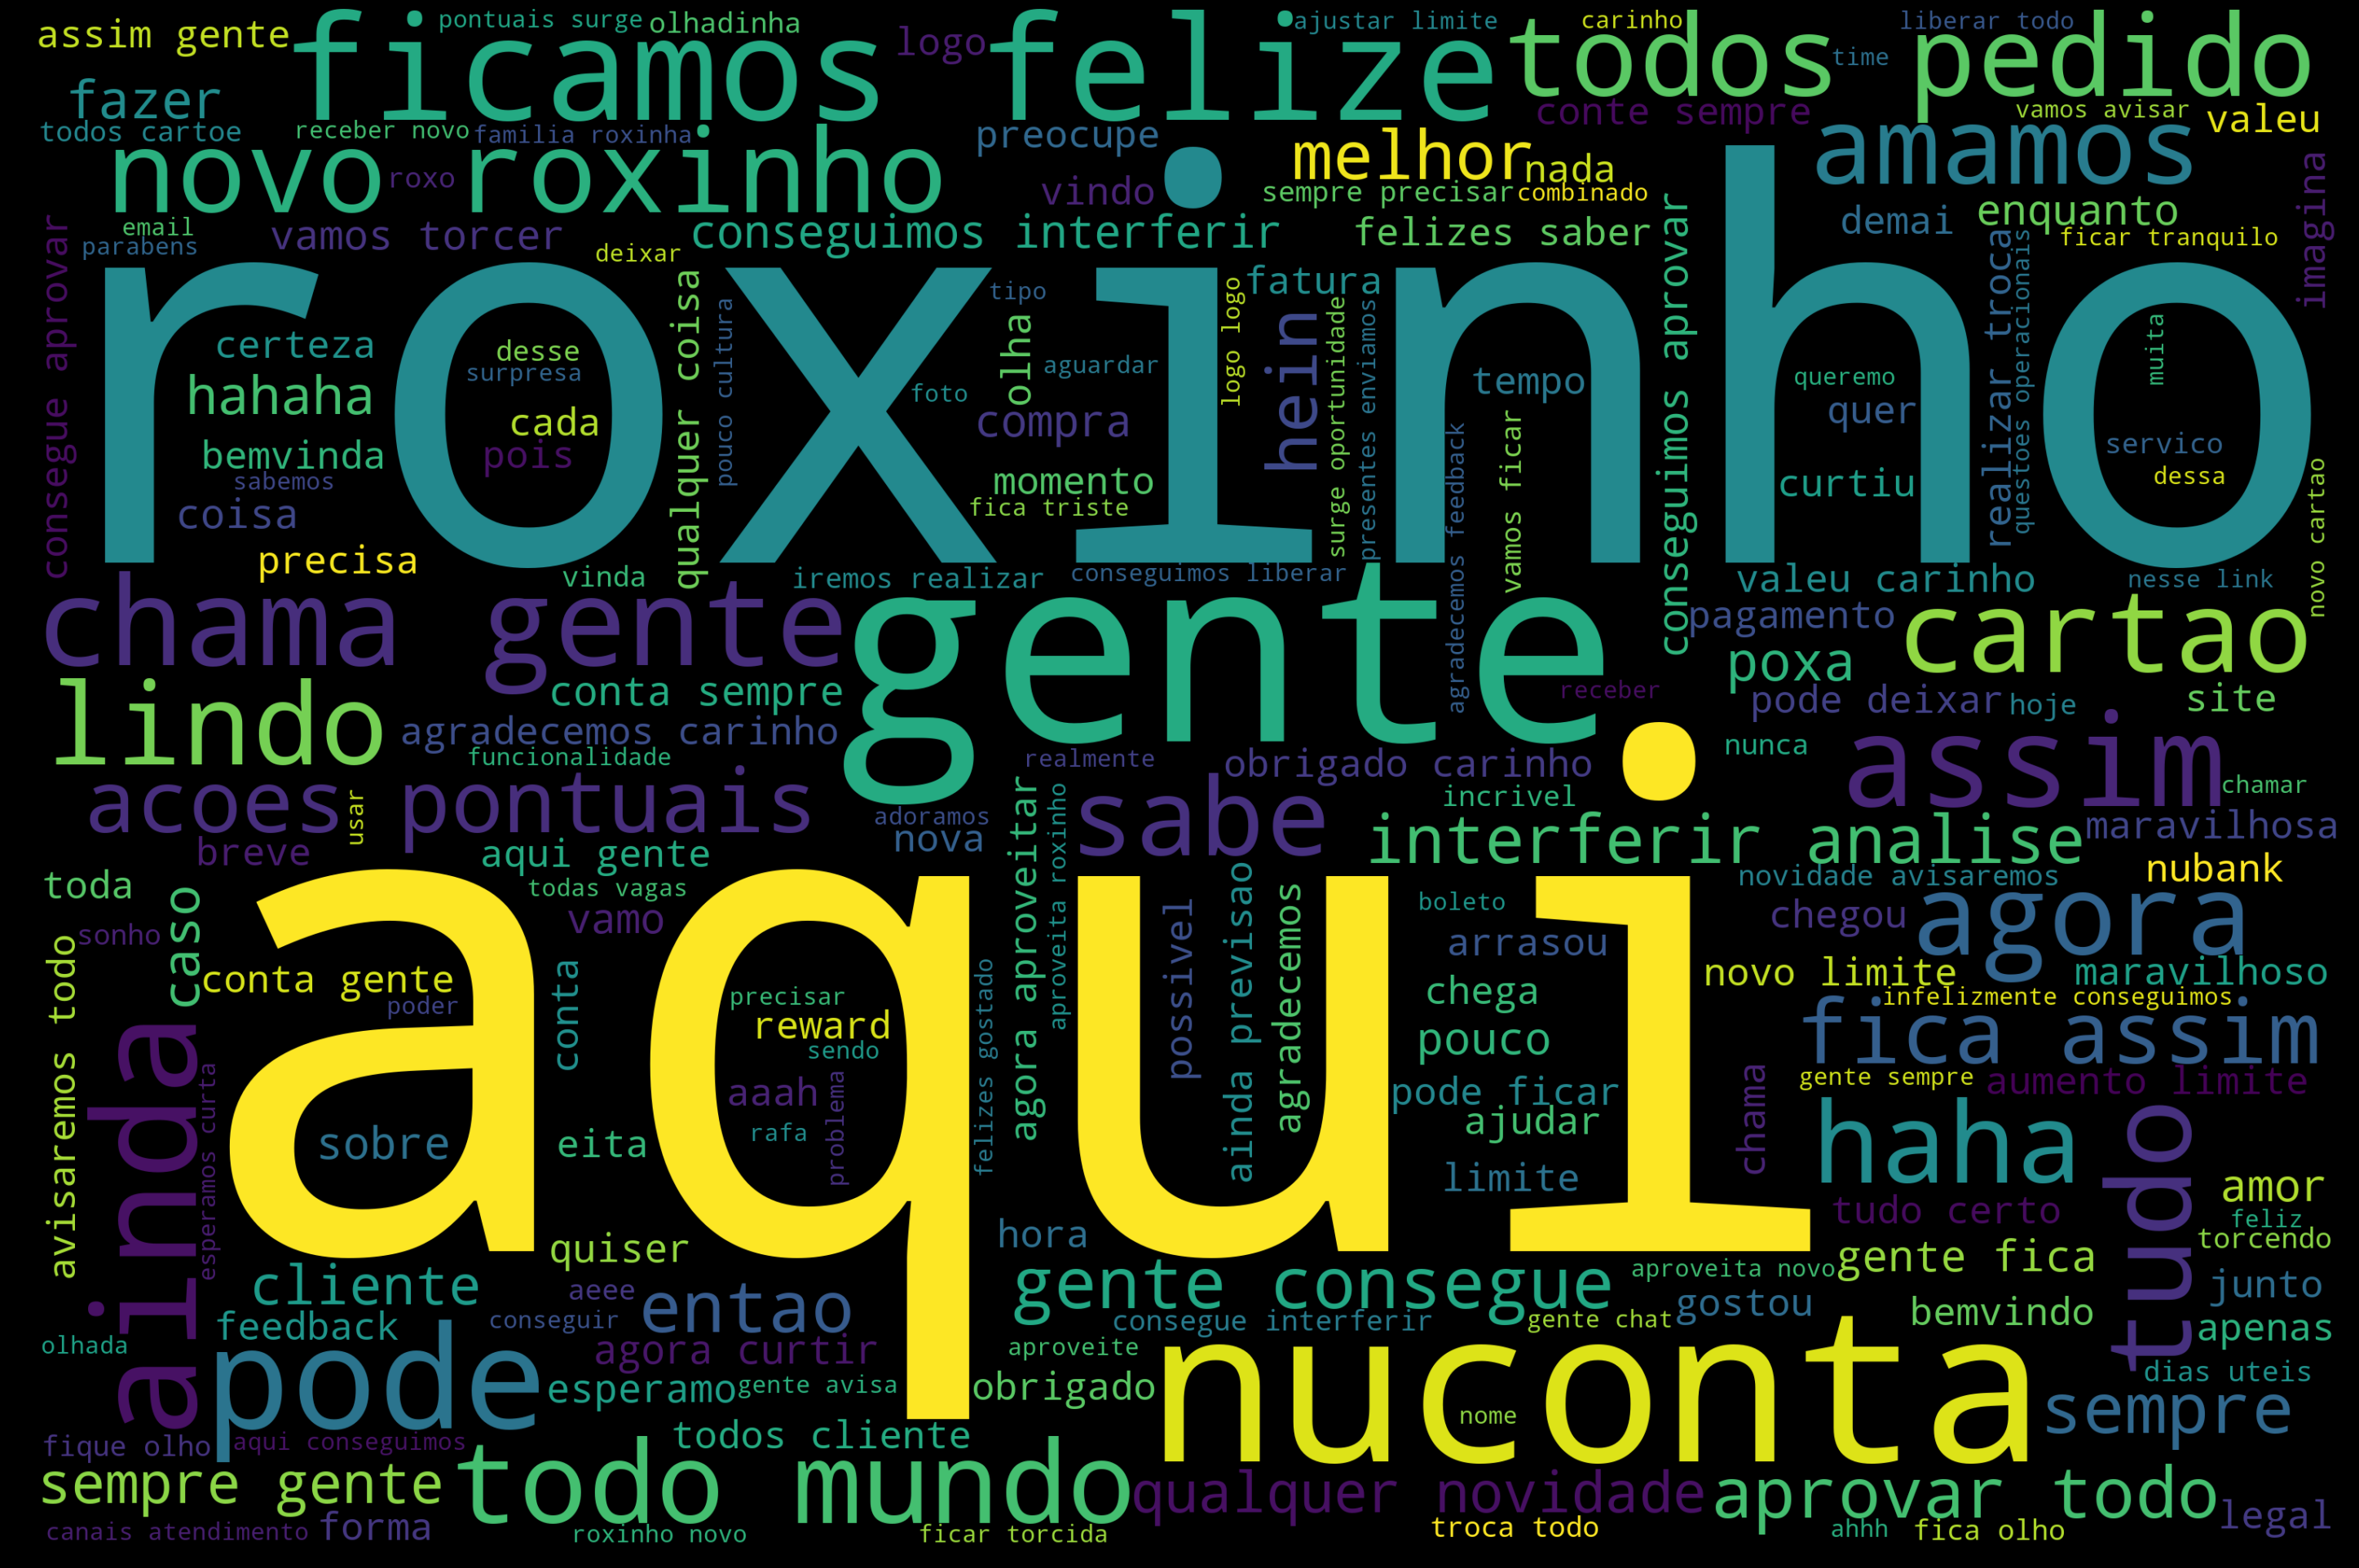 assim gente
ficamos felize
pontuais surge
olhadinha
logo
ajustar limite
todos pedido
carinho
liberar todo
time
fazer
conte sempre
vamos avisar
valeu
todos cartoe
receber novo
familia roxinha
preocupe
melhor
nada
amamos
imagina
novo roxinho
roxo
vindo
sempre precisar
combinado
email
parabens
vamos torcer
deixar
conseguimos interferir
felizes saber
demai
enquanto
ficar tranquilo
roxinho
consegue aprovar
certeza
desse
surpresa
hahaha
cada
bemvinda
pois
sabemos
coisa
precisa
qualquer coisa
pouco cultura
tipo
foto
olha
aguardar
compra
momento
fica triste
logo logo
fatura
hein
surge oportunidade
presentes enviamos
agradecemos feedback
tempo
vamos ficar
conseguimos aprovar
queremo
quer
curtiu
realizar troca
questoes operacionais
muita
servico
dessa
novo cartao
vinda
iremos realizar
conseguimos liberar
valeu carinho
nesse link
chama gente
gente
pagamento
cartao
poxa
lindo
conta sempre
receber
pode deixar
hoje
site
agradecemos carinho
funcionalidade
realmente
obrigado carinho
nunca
assim
chamar
acoes pontuais
usar
adoramos
nova
sabe
incrivel
interferir analise
maravilhosa
breve
aqui gente
todas vagas
agora aproveitar
aproveita roxinho
novidade avisaremos
nubank
toda
caso
vamo
aqui
sonho
avisaremos todo
ainda
esperamos curta
conta gente
poder
sobre
conta
eita
precisar
reward
sendo
aaah
rafa
problema
felizes gostado
possivel
ainda previsao
agradecemos
boleto
arrasou
chega
pouco
pode ficar
ajudar
limite
chegou
agora
novo limite
maravilhoso
infelizmente conseguimos
fica assim
gente sempre
aumento limite
chama
haha
tudo
amor
tudo certo
feliz
torcendo
quiser
hora
cliente
aeee
gente consegue
aproveita novo
gente fica
junto
feedback
conseguir
entao
consegue interferir
gente chat
gostou
bemvindo
apenas
olhada
pode
agora curtir
aproveite
nuconta
esperamo
gente avisa
obrigado
nome
dias uteis
sempre
fique olho
aqui conseguimos
todos cliente
sempre gente
todo mundo
qualquer novidade
aprovar todo
legal
canais atendimento
forma
roxinho novo
ficar torcida
troca todo
ahhh
fica olho